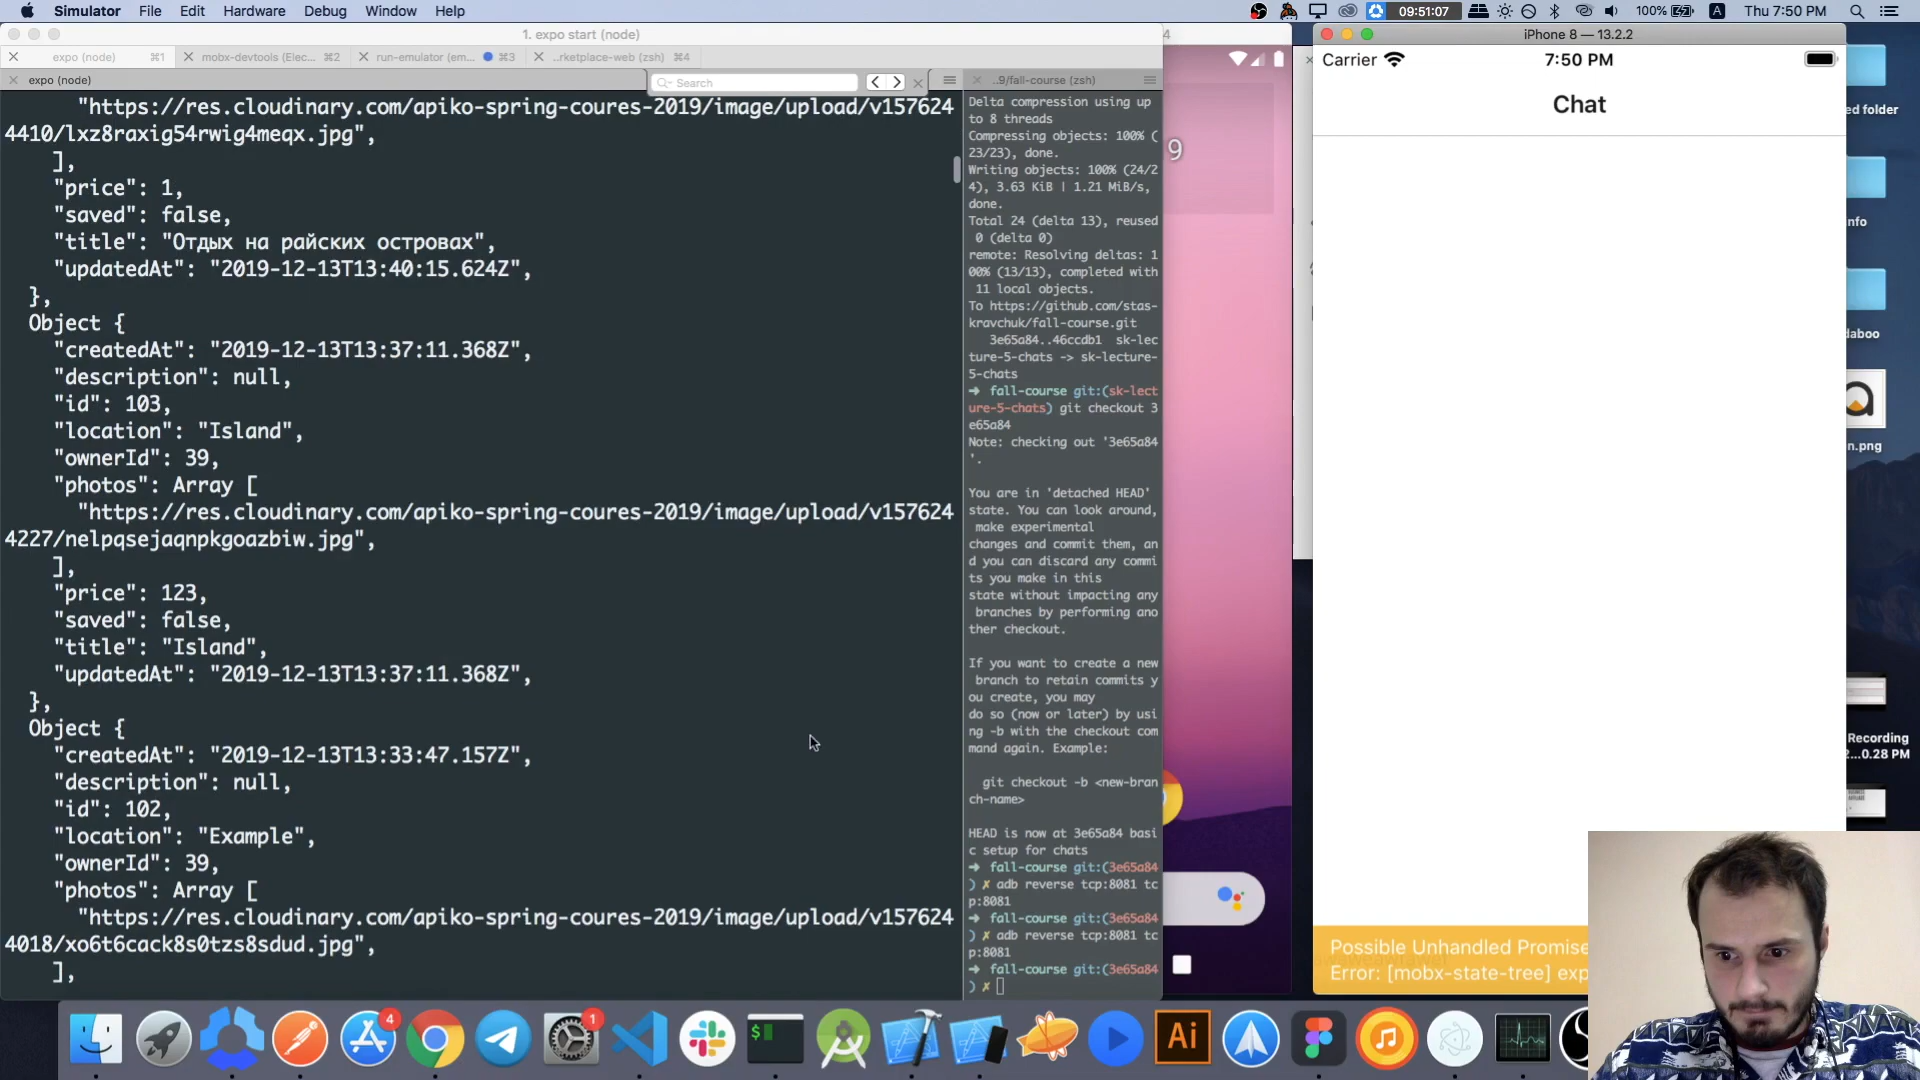 Simulator File Edit Hardware Debug Window Help
09:51:07
100%
A
Thu 7:50 PM
1. expo start (node)
expo (node) ⌘1
mobx-devtools (Elec... ⌘2
run-emulator (em... ⌘3
..rketplace-web (zsh) ⌘4
expo (node)
Search
"https://res.cloudinary.com/apiko-spring-coures-2019/image/upload/v157624
4410/lxz8raxig54rwig4meqx.jpg",
],
"price": 1,
"saved": false,
"title": "Отдых на райских островах",
"updatedAt": "2019-12-13T13:40:15.624Z",
},
Object {
"createdAt": "2019-12-13T13:37:11.368Z",
"description": null,
"id": 103,
"location": "Island",
"ownerId": 39,
"photos": Array [
"https://res.cloudinary.com/apiko-spring-coures-2019/image/upload/v157624
4227/nelpqsejaqnpkgoazbiw.jpg",
],
"price": 123,
"saved": false,
"title": "Island",
"updatedAt": "2019-12-13T13:37:11.368Z",
},
Object {
"createdAt": "2019-12-13T13:33:47.157Z",
"description": null,
"id": 102,
"location": "Example",
"ownerId": 39,
"photos": Array [
"https://res.cloudinary.com/apiko-spring-coures-2019/image/upload/v157624
4018/xo6t6cack8s0tzs8sdud.jpg",
],
..9/fall-course (zsh)
Delta compression using up
to 8 threads
Compressing objects: 100% (
23/23), done.
Writing objects: 100% (24/2
4), 3.63 KiB | 1.21 MiB/s,
done.
Total 24 (delta 13), reused
0 (delta 0)
remote: Resolving deltas: 1
00% (13/13), completed with
11 local objects.
To https://github.com/stas-
kravchuk/fall-course.git
3e65a84..46ccdb1 sk-lec
ture-5-chats -> sk-lecture-
5-chats
➜ fall-course git:(sk-lect
ure-5-chats) git checkout 3
e65a84
Note: checking out '3e65a84
'.
You are in 'detached HEAD'
state. You can look around,
make experimental
changes and commit them, an
d you can discard any commi
ts you make in this
state without impacting any
branches by performing ano
ther checkout.
If you want to create a new
branch to retain commits y
ou create, you may
do so (now or later) by usi
ng -b with the checkout com
mand again. Example:
git checkout -b <new-bran
ch-name>
HEAD is now at 3e65a84 basi
c setup for chats
➜ fall-course git:(3e65a84
) ✗ adb reverse tcp:8081 tc
p:8081
➜ fall-course git:(3e65a84
) ✗ adb reverse tcp:8081 tc
p:8081
➜ fall-course git:(3e65a84
) ✗
4
9
iPhone 8 — 13.2.2
Carrier
7:50 PM
Chat
Possible Unhandled Promise
Error: [mobx-state-tree] exp
ed folder
nfo
daboo
n.png
Recording
2...0.28 PM
4
1
$
Ai